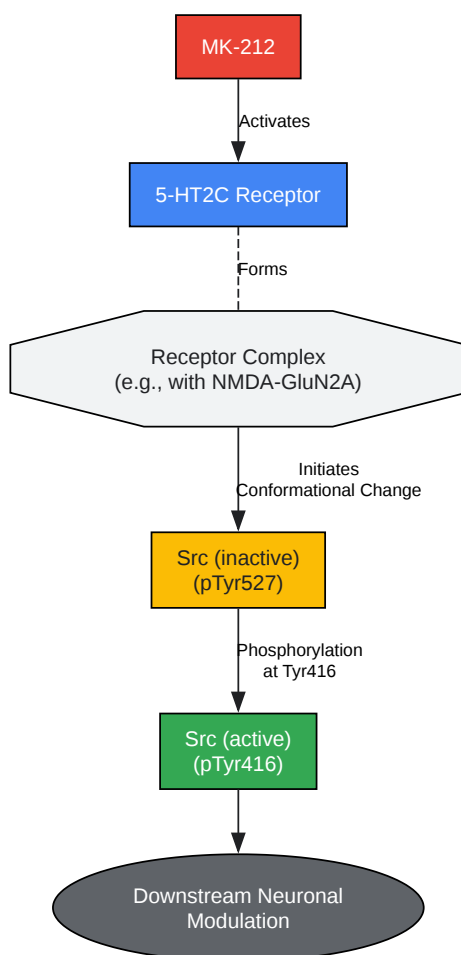 MK-212
Activates
5-HT2C Receptor
Forms
Receptor Complex
(e.g., with NMDA-GluN2A)
Initiates
Conformational Change
Src (inactive)
(pTyr527)
Phosphorylation
at Tyr416
Src (active)
(pTyr416)
Downstream Neuronal
Modulation